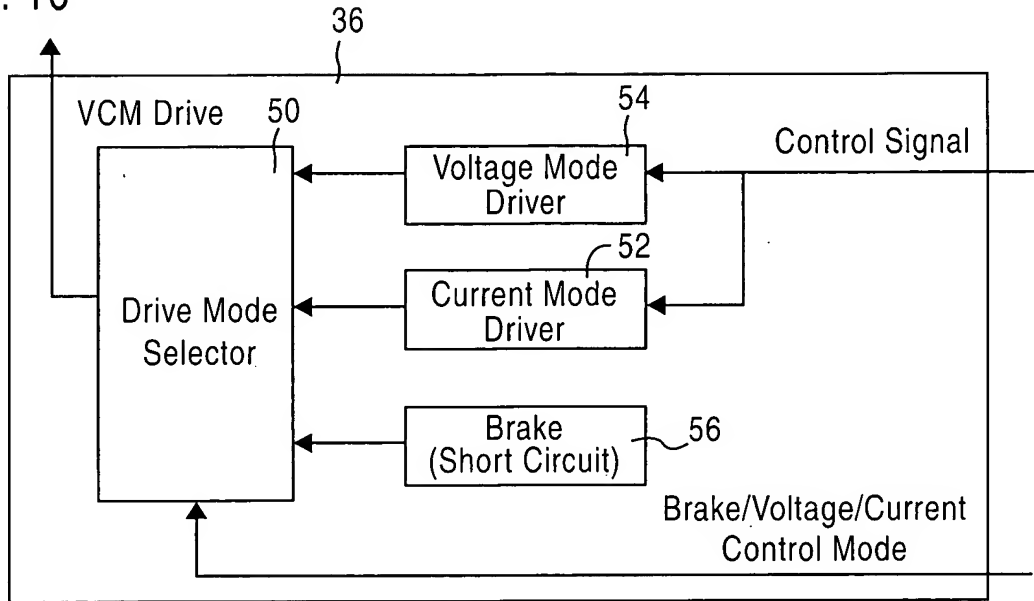 36
VCM Drive
50
54
Control Signal
Voltage Mode
Driver
52
Current Mode
Driver
Drive Mode
Selector
Brake
(Short Circuit)
56
Brake/Voltage/Current
Control Mode